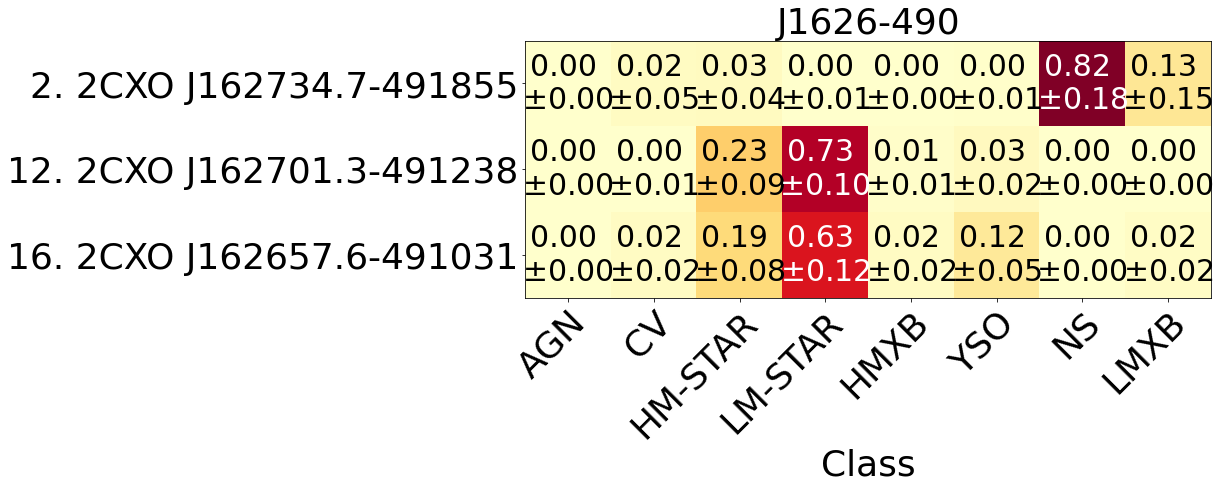 J1626-490
2. 2CXO J162734.7-491855
0.00 0.02 0.03 0.00 0.00 0.00 0.82 0.13
±0.00 ±0.05 ±0.04 ±0.01 ±0.00 ±0.01 ±0.18 ±0.15
12. 2CXO J162701.3-491238
0.00 0.00 0.23 0.73 0.01 0.03 0.00 0.00
±0.00 ±0.01 ±0.09 ±0.10 ±0.01 ±0.02 ±0.00 ±0.00
16. 2CXO J162657.6-491031
0.00 0.02 0.19 0.63 0.02 0.12 0.00 0.02
±0.00 ±0.02 ±0.08 ±0.12 ±0.02 ±0.05 ±0.00 ±0.02
AGN CV HM-STAR LM-STAR HMXB YSO NS LMXB
Class